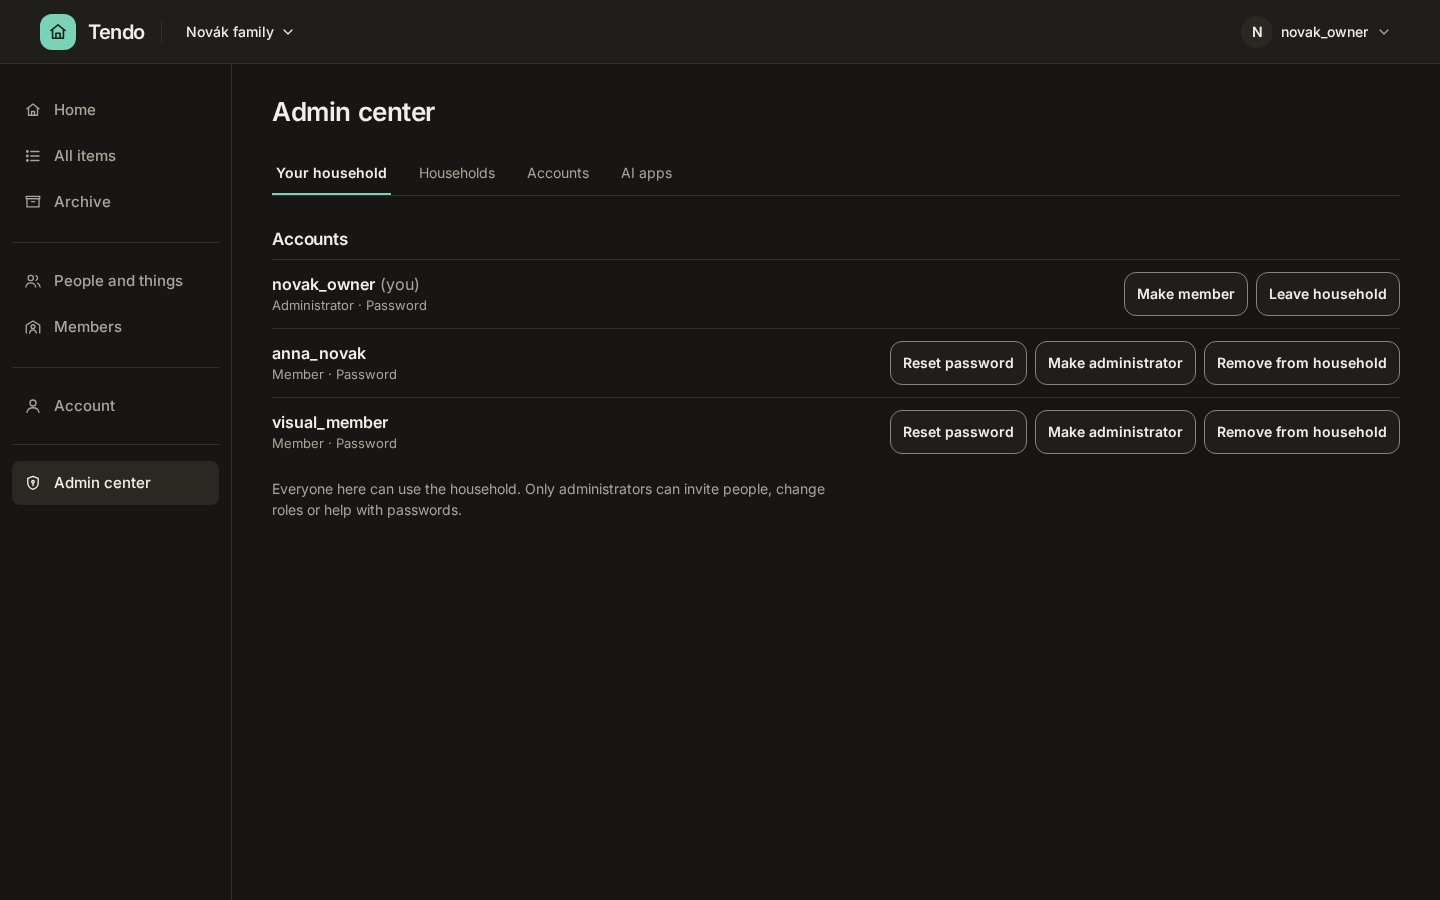 Tendo
Novák family
N
novak_owner
Home
All items
Archive
People and things
Members
Account
Admin center
Admin center
Your household
Households
Accounts
AI apps
Accounts
novak_owner (you)
Administrator · Password
Make member
Leave household
anna_novak
Member · Password
Reset password
Make administrator
Remove from household
visual_member
Member · Password
Reset password
Make administrator
Remove from household
Everyone here can use the household. Only administrators can invite people, change
roles or help with passwords.